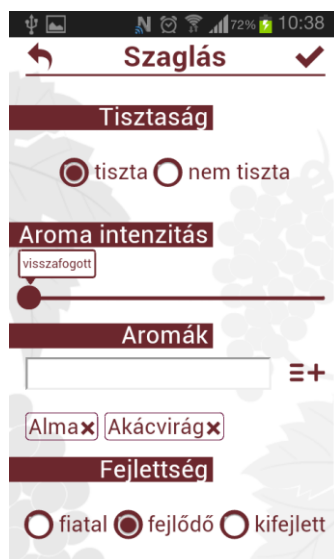 72% 10:38
Szaglás
Tisztaság
tiszta nem tiszta
Aroma intenzitás
visszafogott
Aromák
Alma Akácvirág
Fejlettség
fiatal fejlődő kifejlett